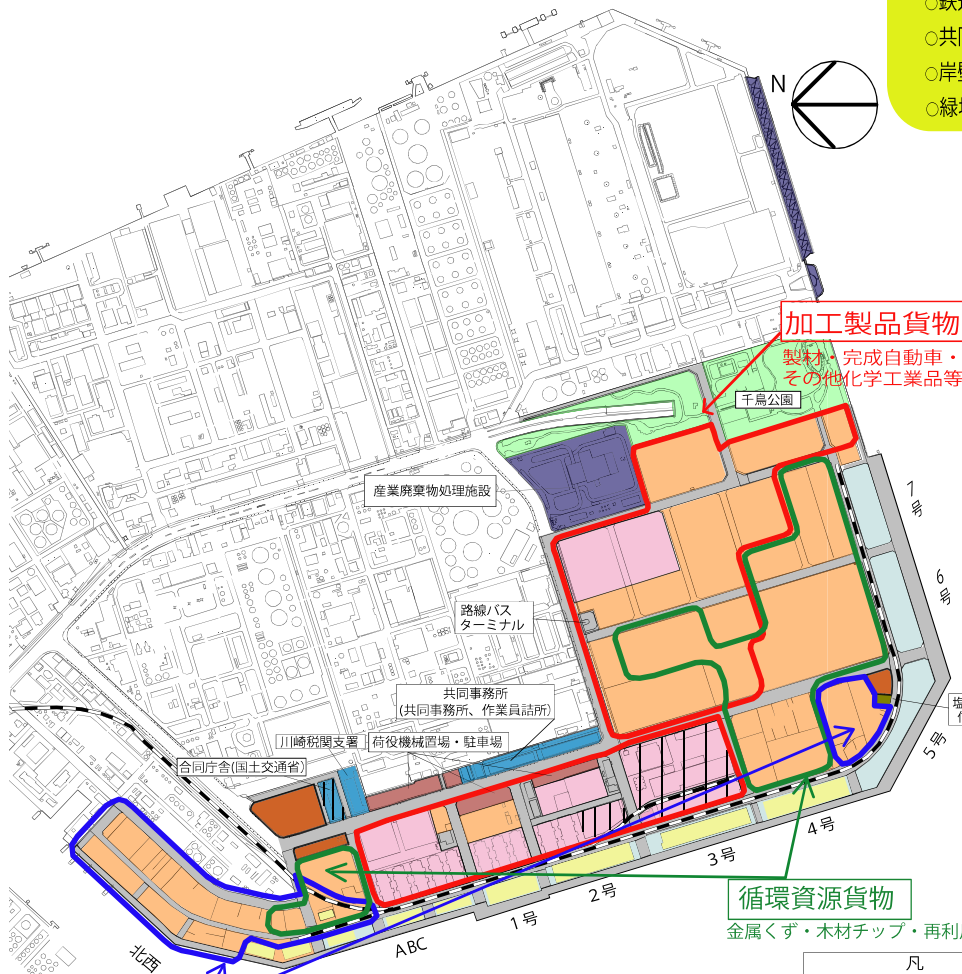 ○共
○岸
○緑
N
加工製品貨物
製材・完成自動車・
その他化学工業品等
千鳥公園
産業廃棄物処理施設
7号
6号
路線バス
ターミナル
共同事務所
(共同事務所、作業員詰所)
川崎税関支署
荷役機械置場・駐車場
合同庁舎(国土交通省)
5号
4号
3号
2号
1号
ABC
北西
循環資源貨物
金属くず・木材チップ・再利
凡